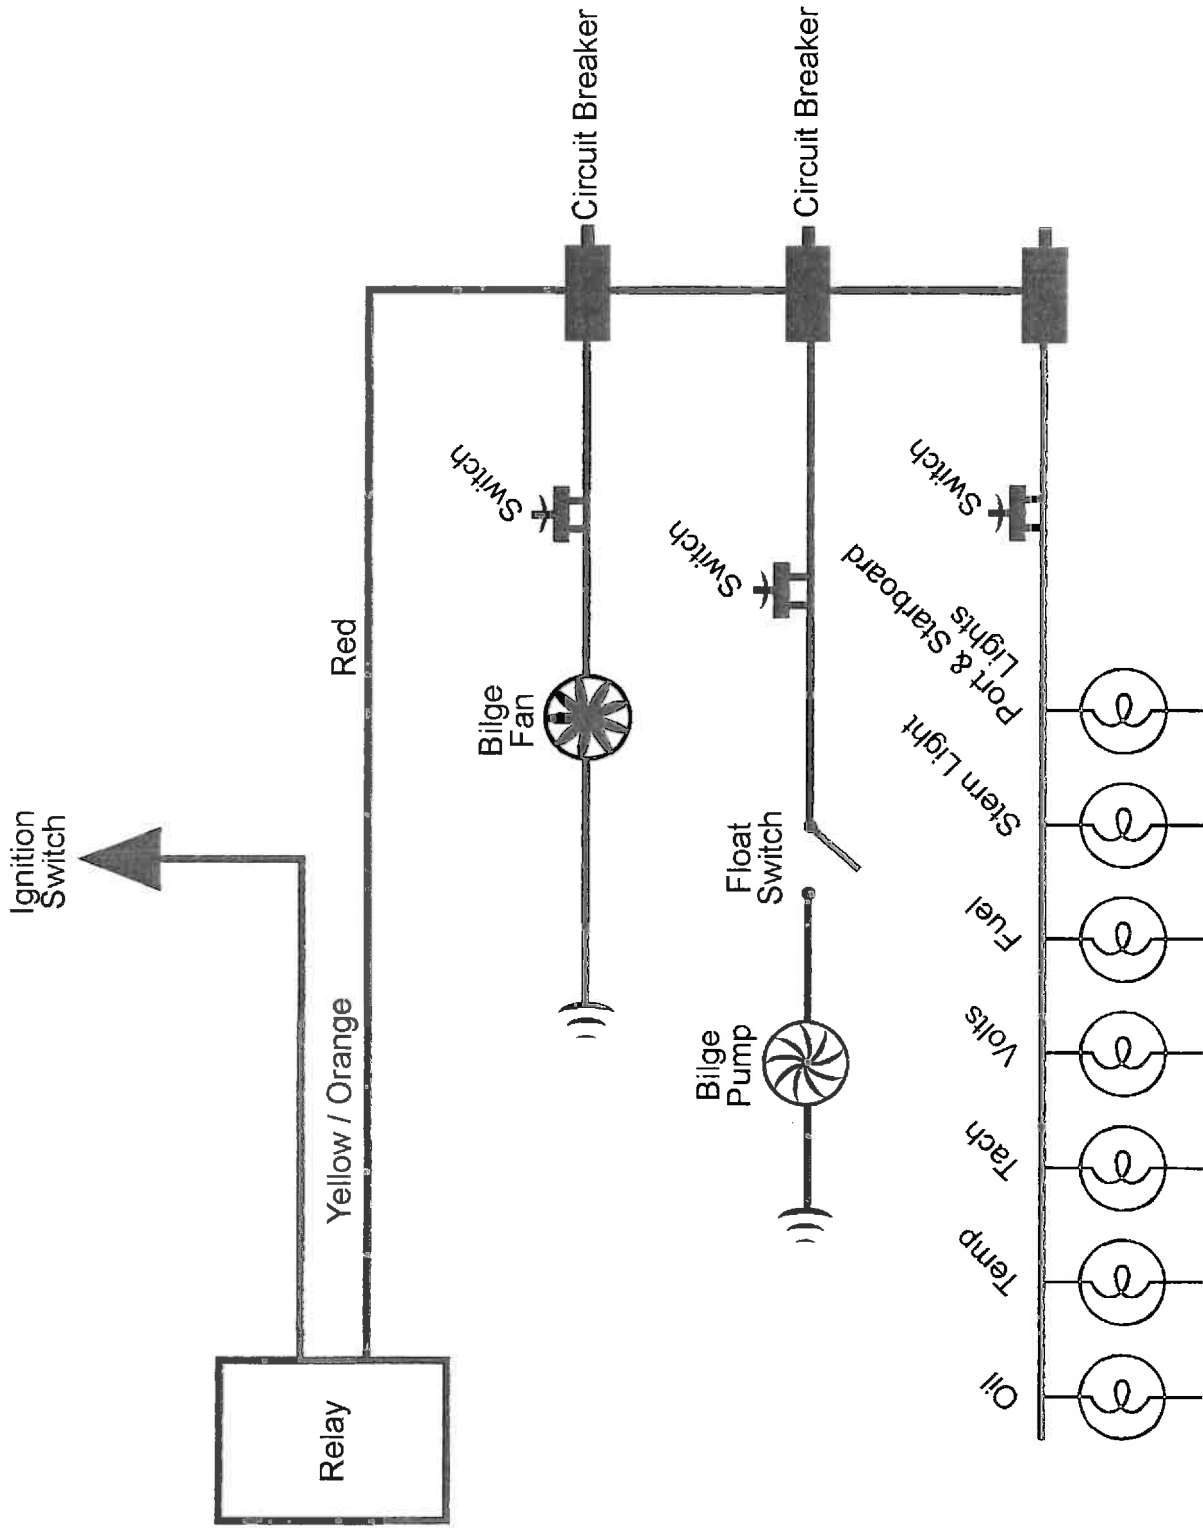 Ignition
Switch
Relay
Yellow / Orange
Red
Circuit Breaker
Switch
Bilge
Fan
Circuit Breaker
Switch
Float
Switch
Bilge
Pump
Switch
Port & Starboard
Lights
Stern Light
Fuel
Volts
Tach
Temp
Oil